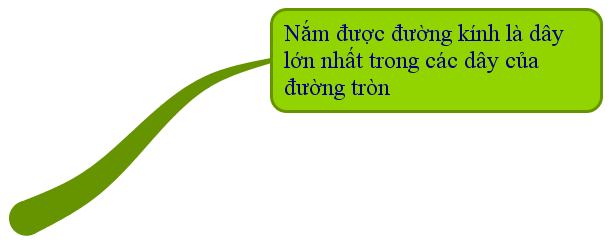 Nắm được đường kính là dây
lớn nhất trong các dây của
đường tròn